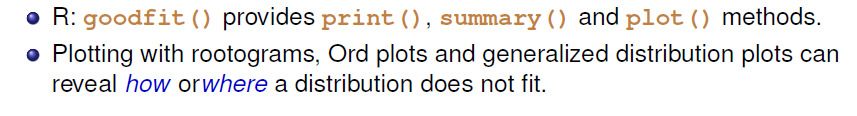 R: goodfit() provides print(), summary() and plot() methods.
Plotting with rootograms, Ord plots and generalized distribution plots can
reveal how orwhere a distribution does not fit.